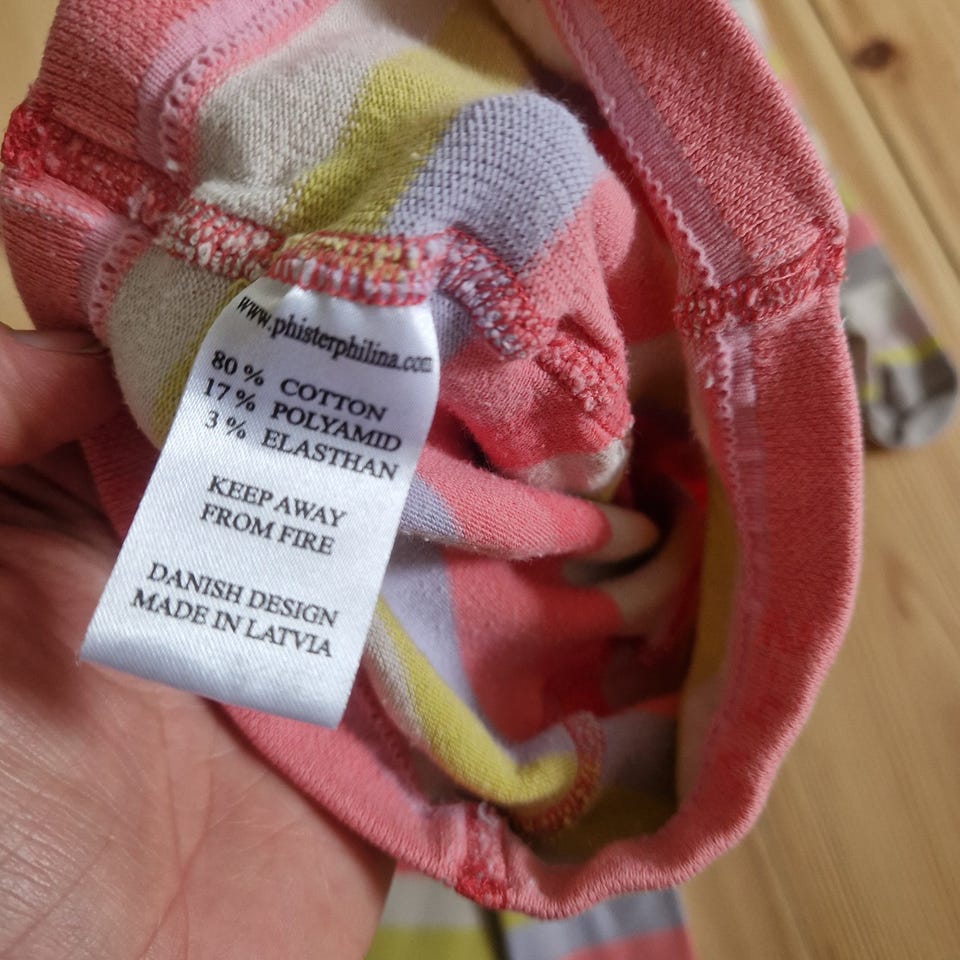 www.phisterphilina.com
80 % COTTON
17 % POLYAMID
3 % ELASTHAN
KEEP AWAY
FROM FIRE
DANISH DESIGN
MADE IN LATVIA